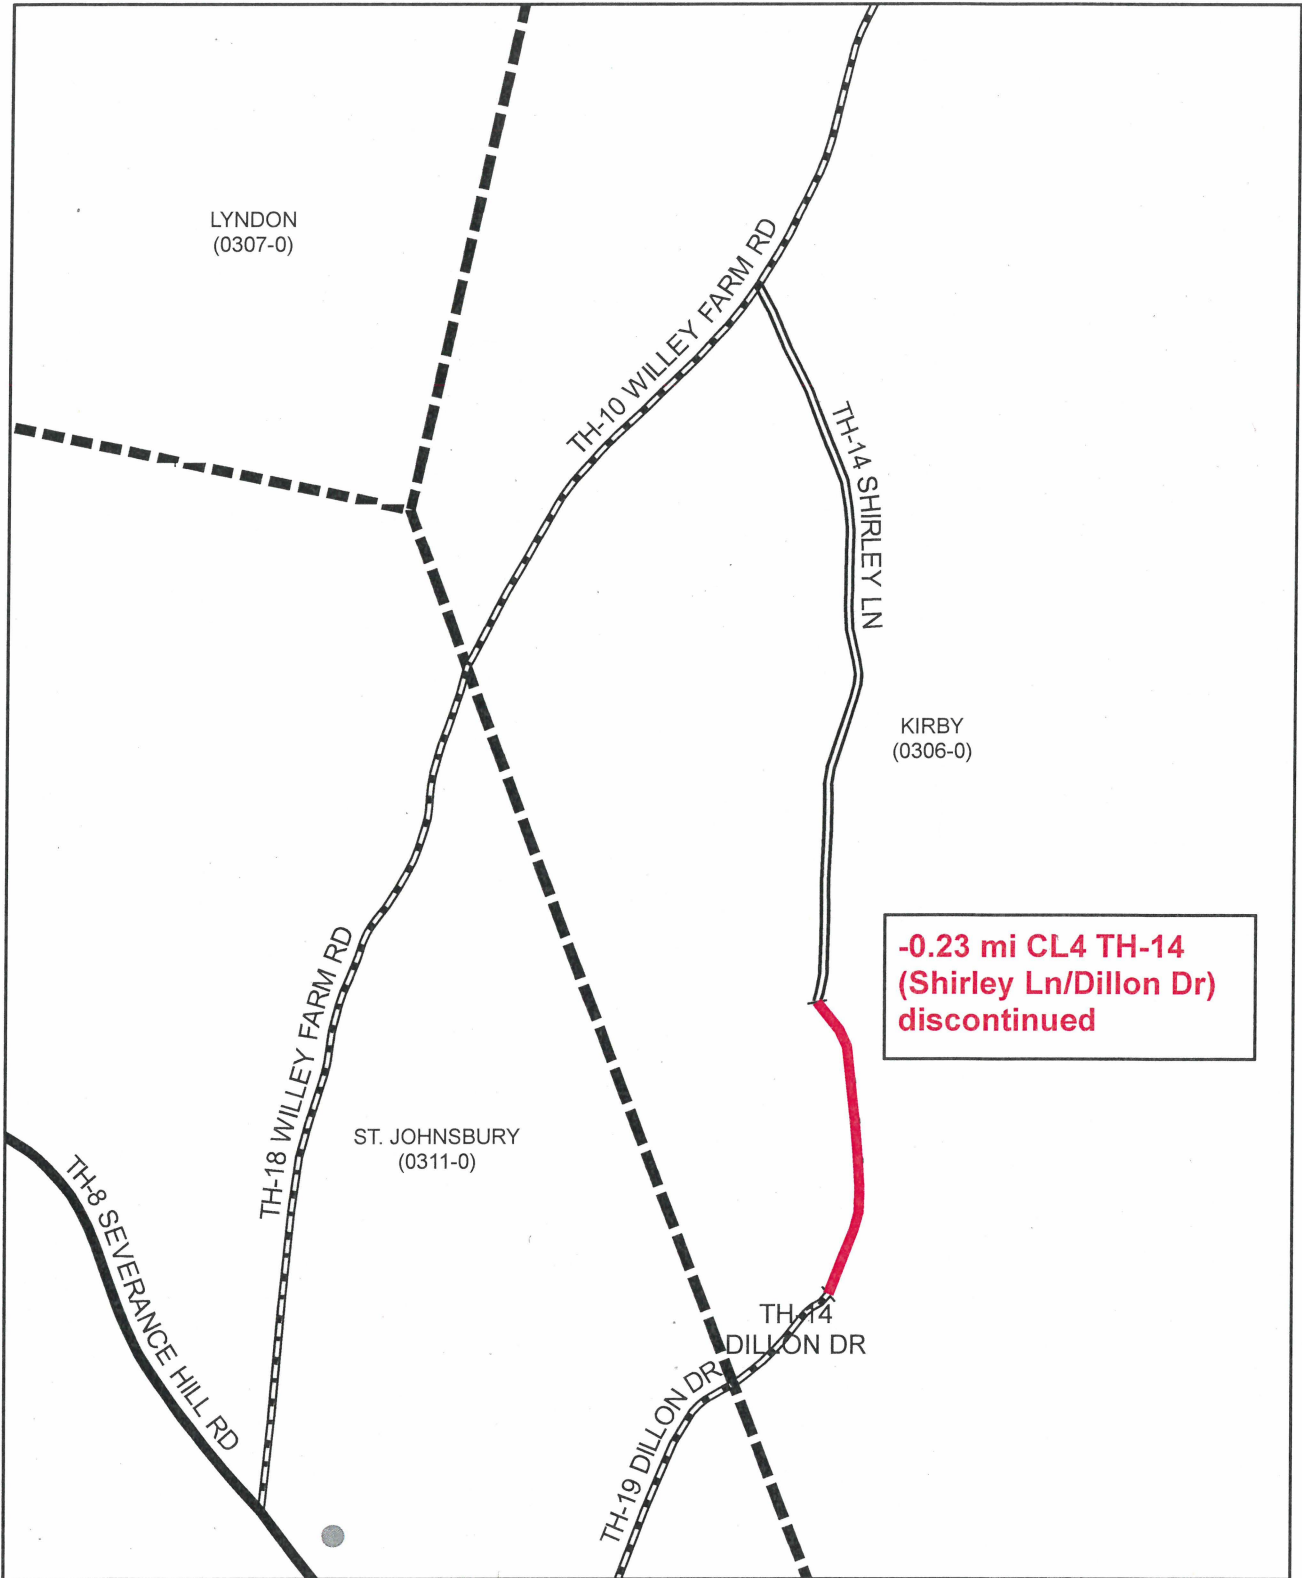 LYNDON
(0307-0)
TH-10 WILLEY FARM RD
TH-14 SHIRLEY LN
KIRBY
(0306-0)
-0.23 mi CL4 TH-14
(Shirley Ln/Dillon Dr)
discontinued
TH-18 WILLEY FARM RD
ST. JOHNSBURY
(0311-0)
TH-8 SEVERANCE HILL RD
TH-14
DILLON DR
TH-19 DILLON DR